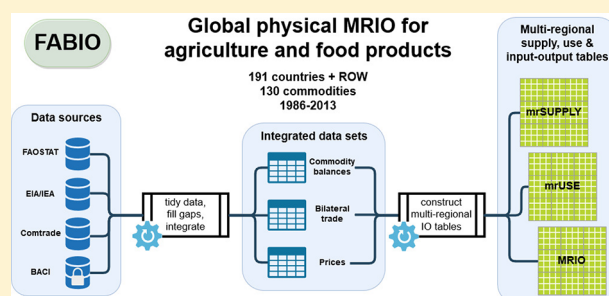 FABIO
Global physical MRIO for
agriculture and food products
191 countries + ROW
130 commodities
1986-2013
Data sources
FAOSTAT
EIA/IEA
Comtrade
BACI
tidy data,
fill gaps,
integrate
Integrated data sets
Commodity
balances
Bilateral
trade
Prices
construct
multi-regional
IO tables
Multi-regional
supply, use &
input-output tables
mrSUPPLY
mrUSE
MRIO